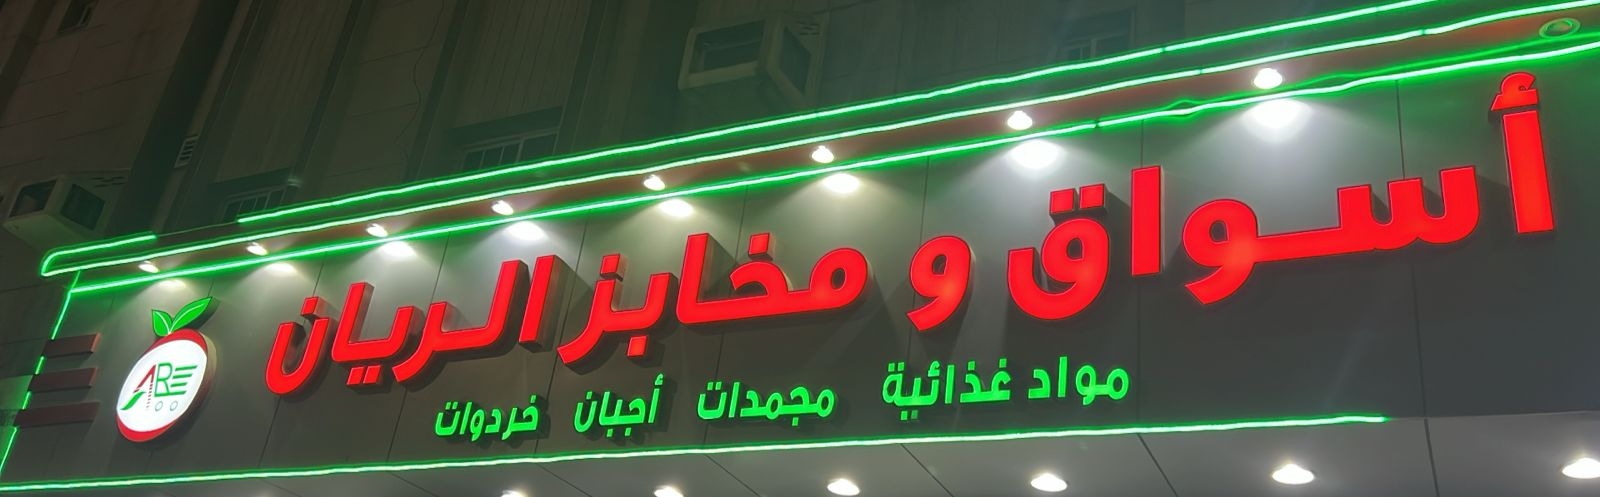 أسواق و مخابز الريان
مواد غذائية مجمدات أجبان خردوات